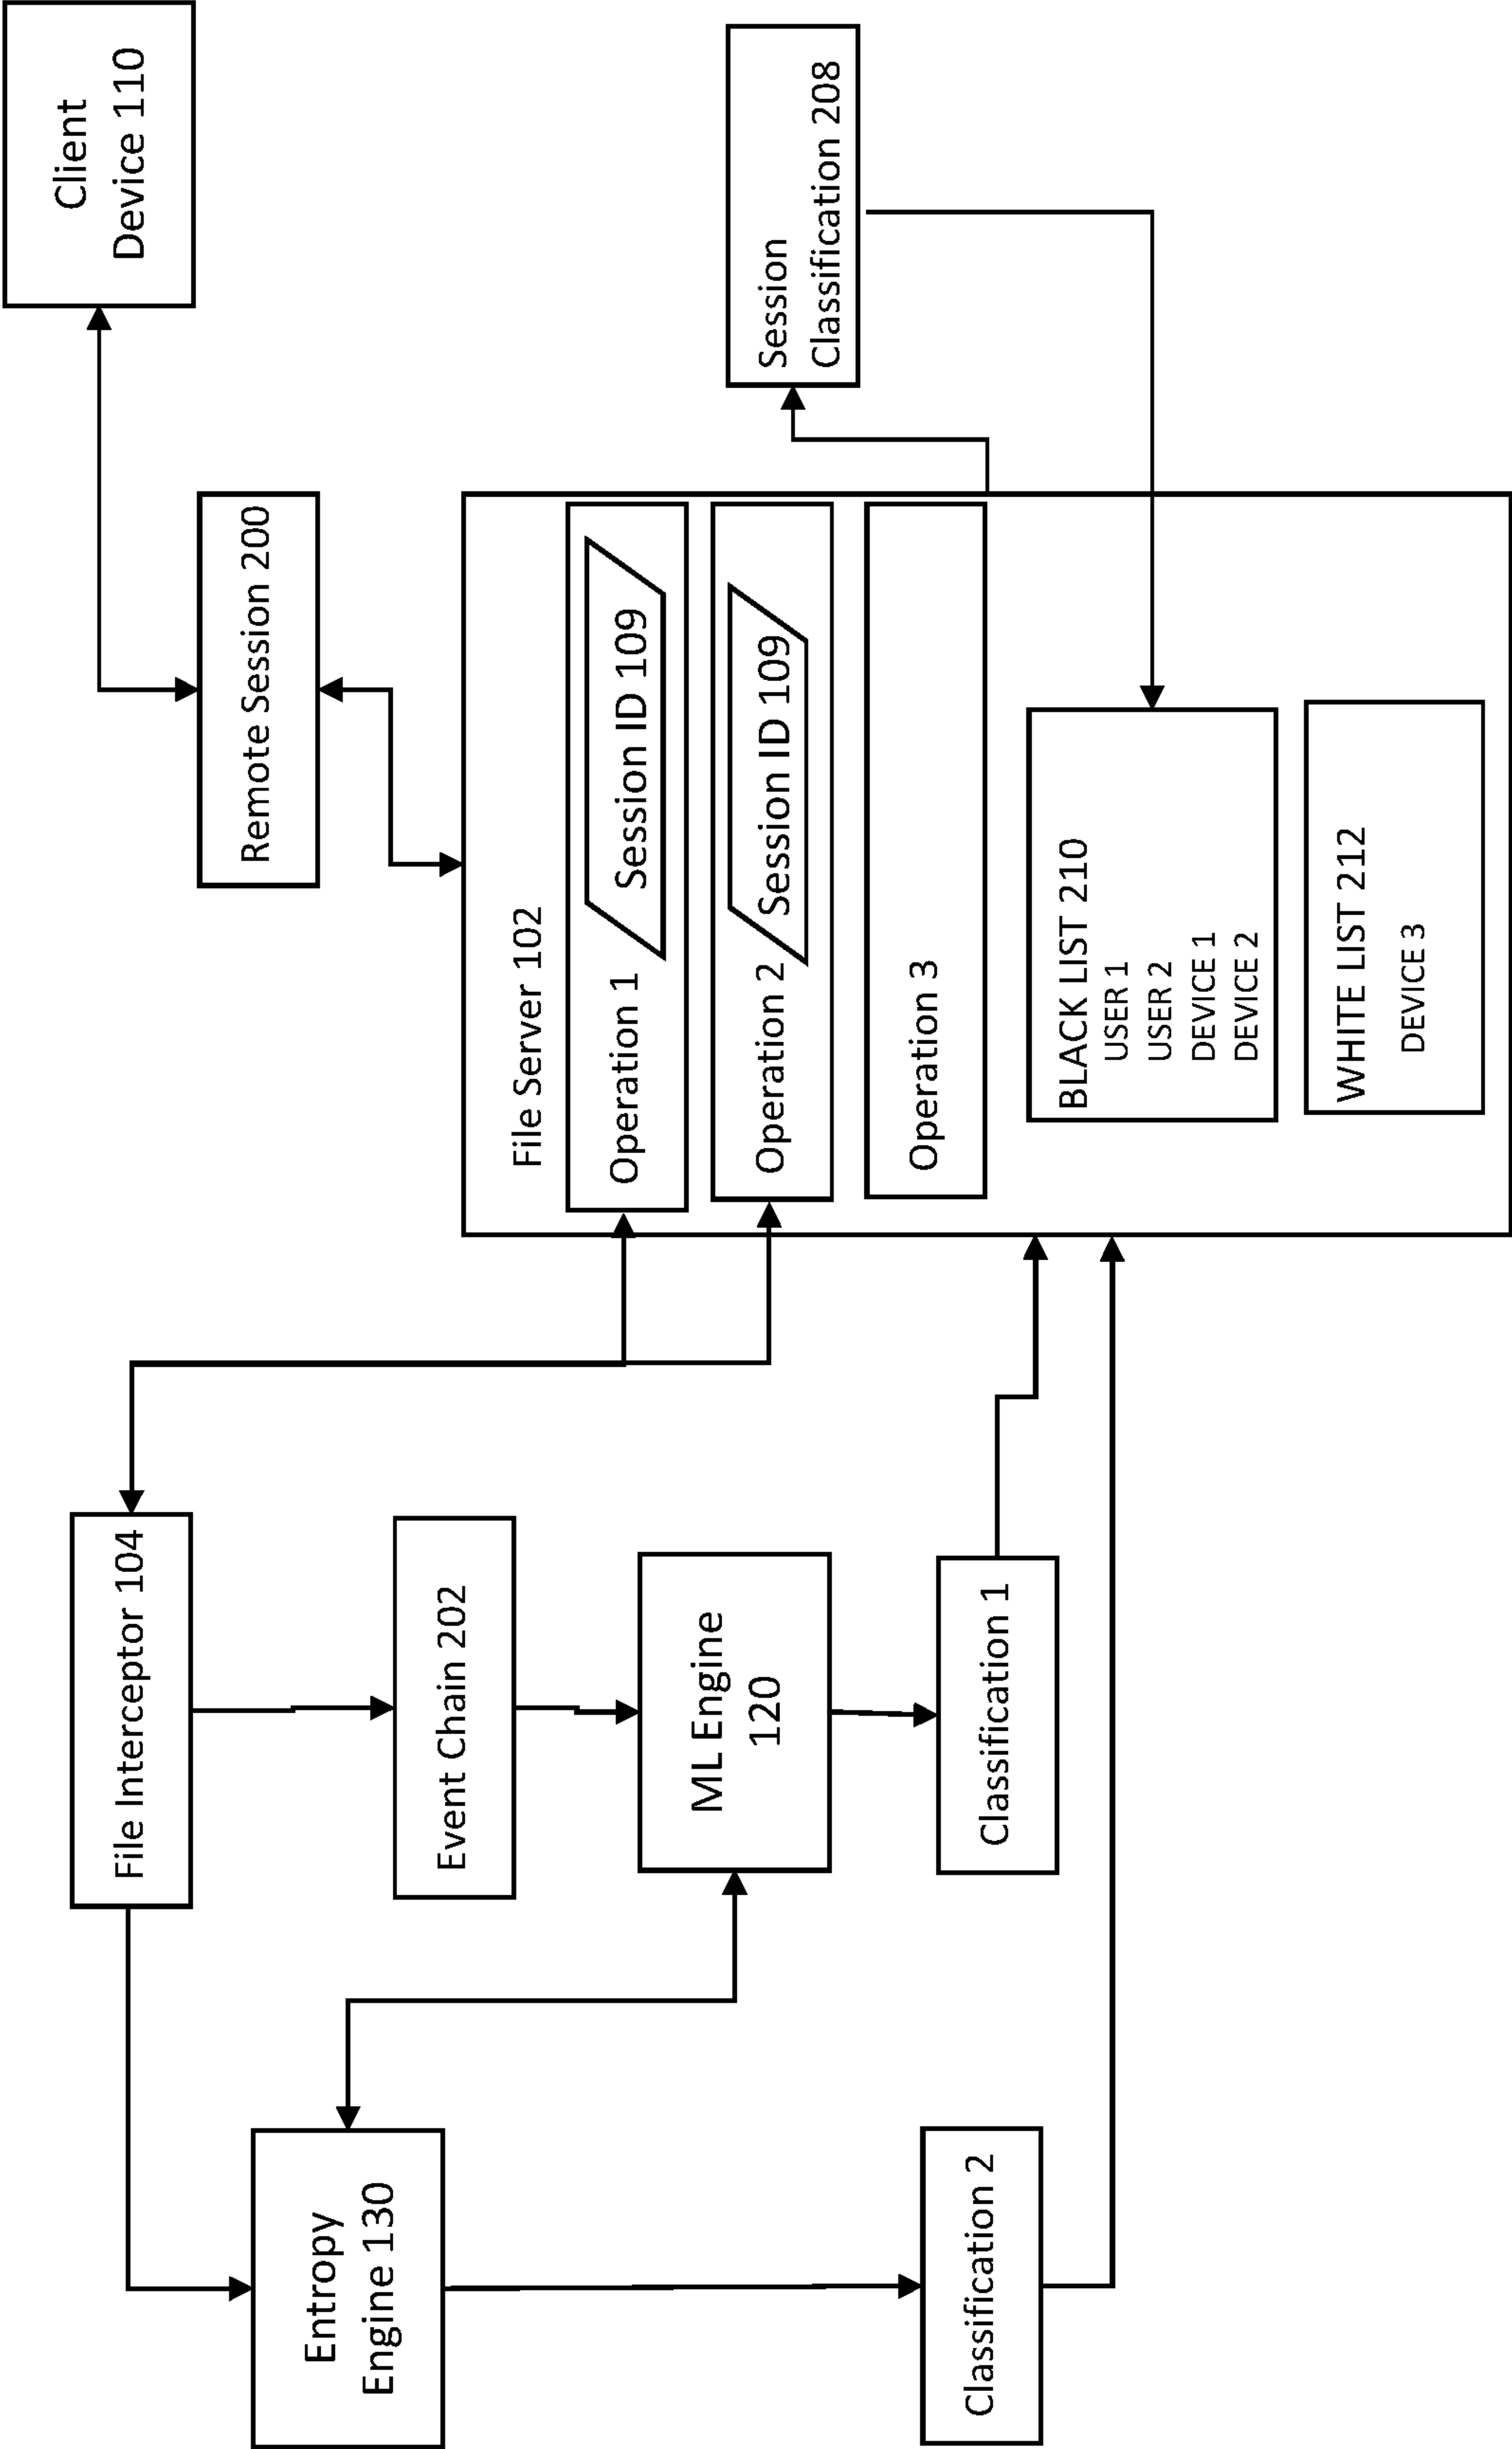 Client
Device 110
Remote Session 200
File Server 102
Operation 1
Session ID 109
Operation 2
Session ID 109
Operation 3
BLACK LIST 210
USER 1
USER 2
DEVICE 1
DEVICE 2
WHITE LIST 212
DEVICE 3
Session
Classification 208
File Interceptor 104
Event Chain 202
ML Engine
120
Classification 1
Entropy
Engine 130
Classification 2